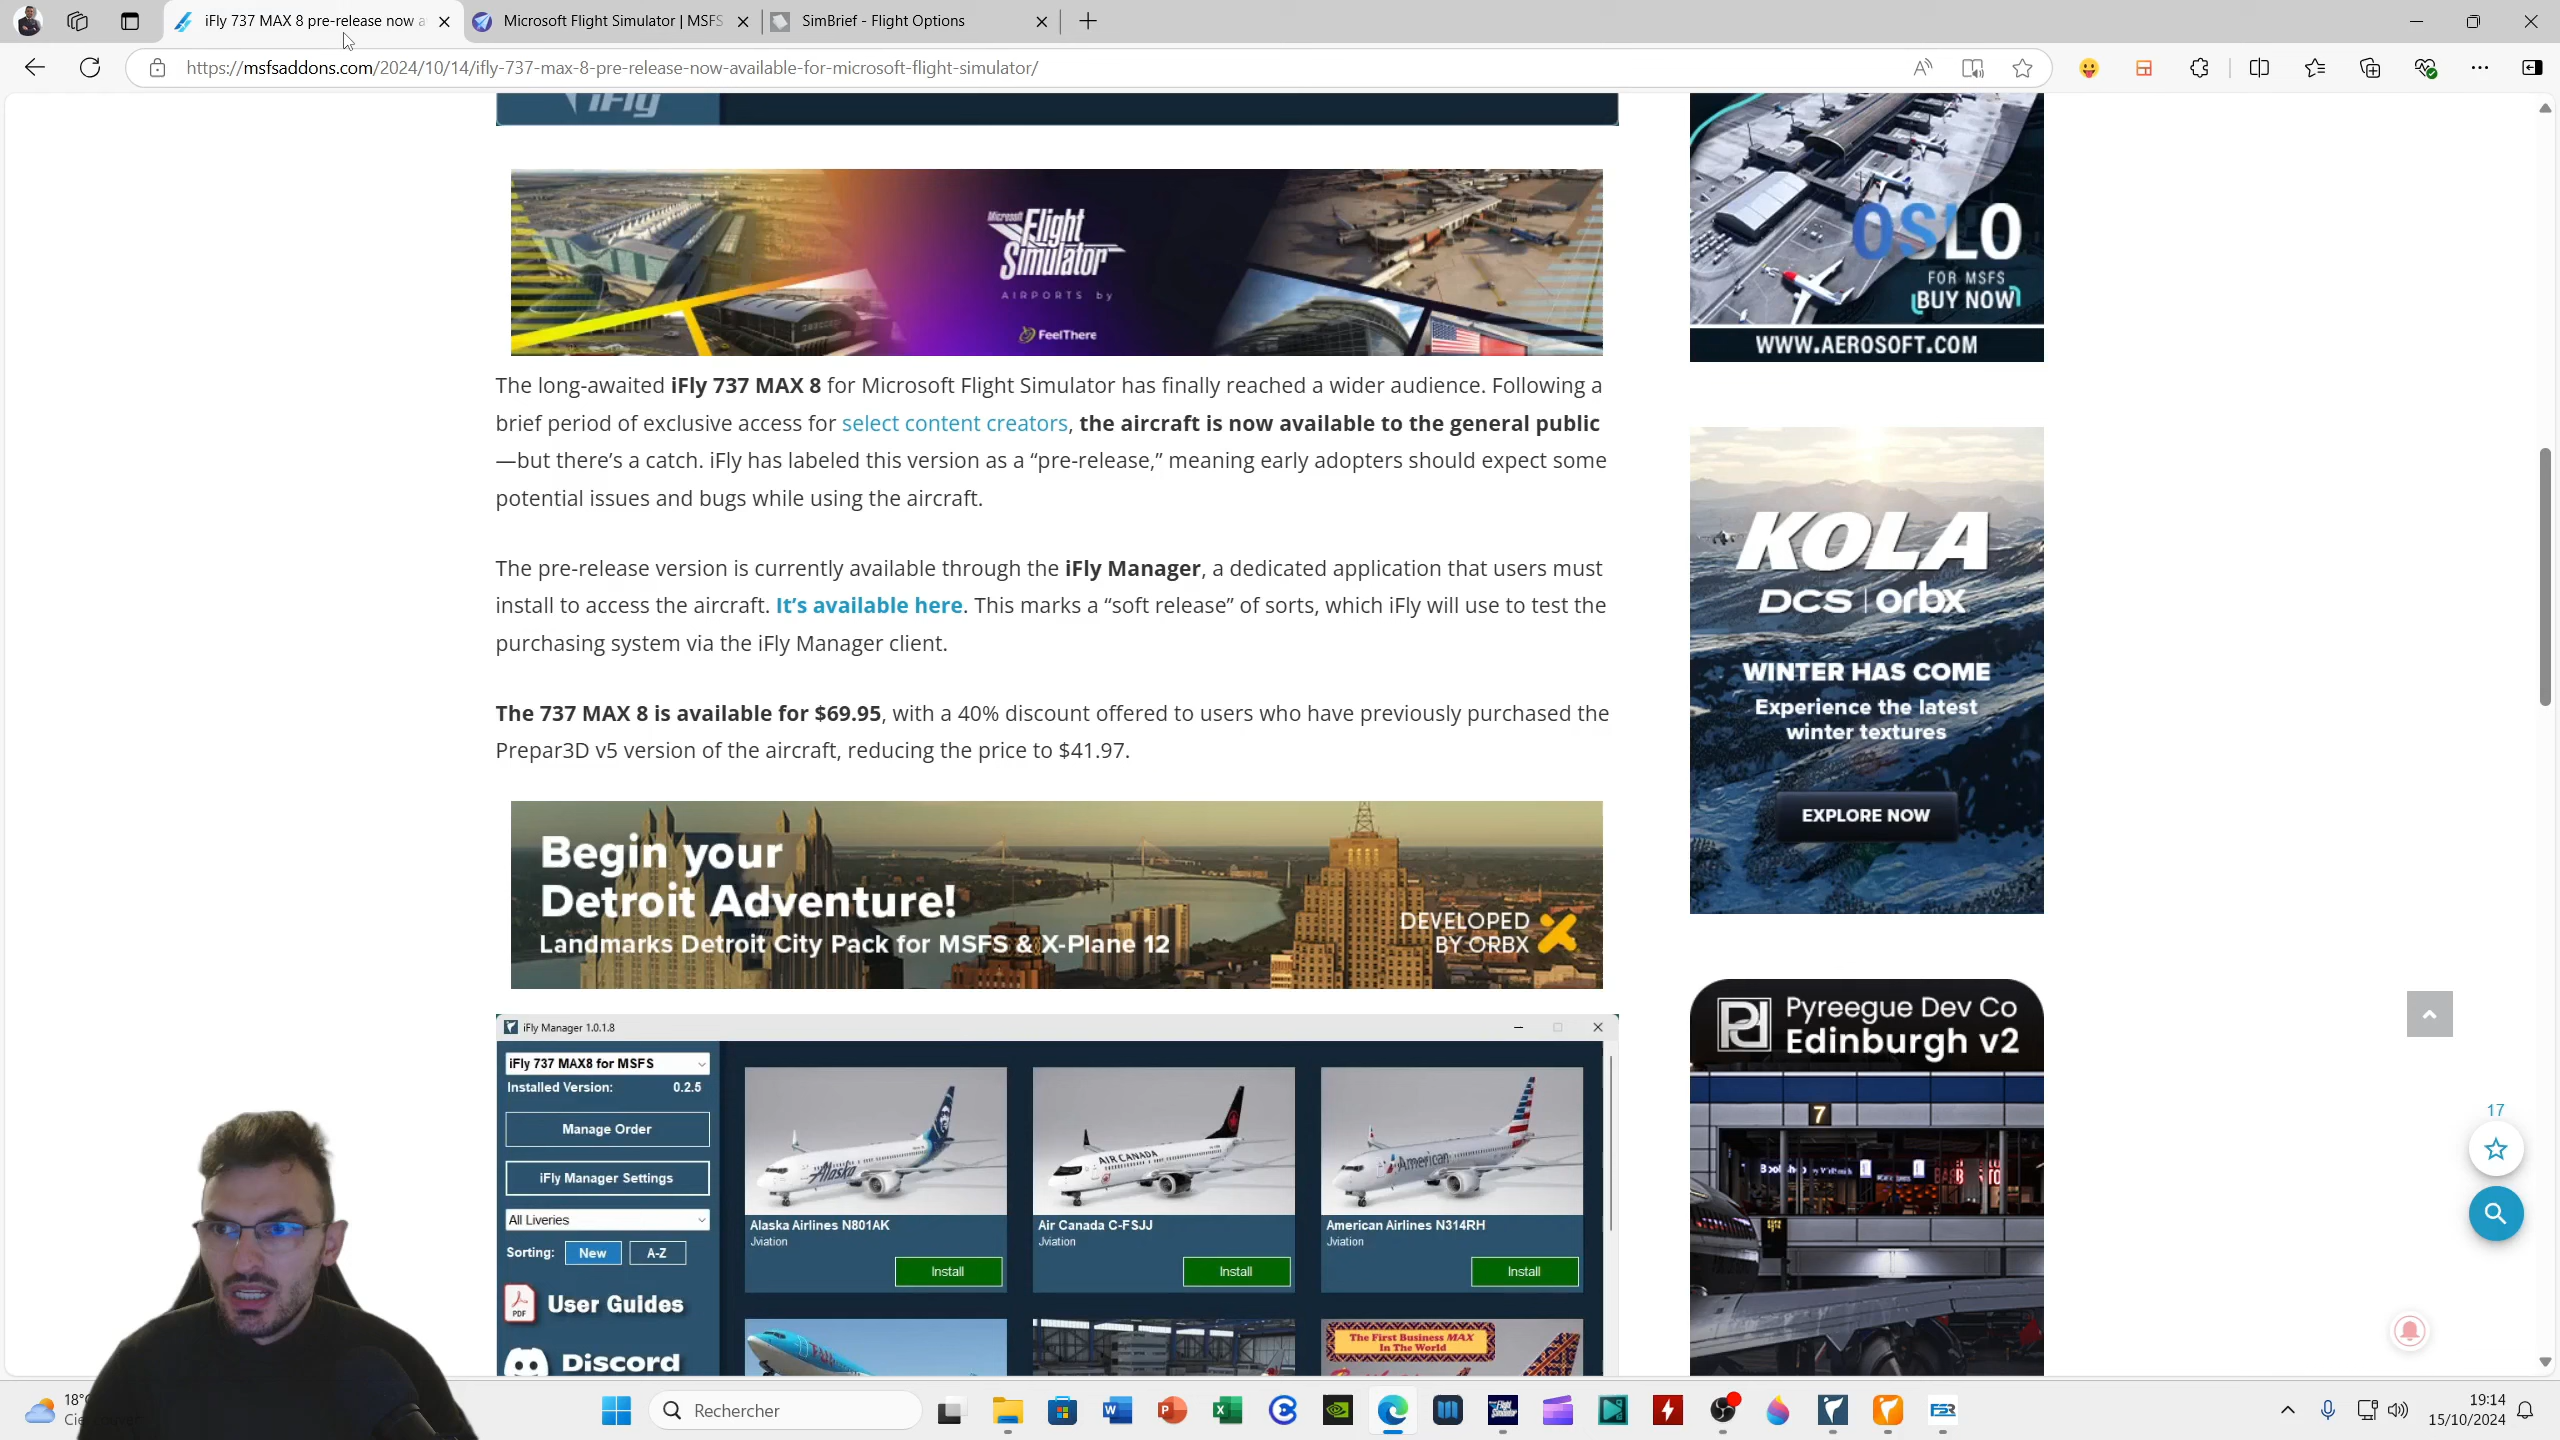 iFly 737 MAX 8 pre-release now a
Microsoft Flight Simulator | MSFS
SimBrief - Flight Options
https://msfsaddons.com/2024/10/14/ifly-737-max-8-pre-release-now-available-for-microsoft-flight-simulator/
iFly
Microsoft
Flight
Simulator
AIRPORTS by
FeelThere
OSLO
FOR MSFS
BUY NOW
WWW.AEROSOFT.COM
The long-awaited iFly 737 MAX 8 for Microsoft Flight Simulator has finally reached a wider audience. Following a
brief period of exclusive access for select content creators, the aircraft is now available to the general public
—but there’s a catch. iFly has labeled this version as a “pre-release,” meaning early adopters should expect some
potential issues and bugs while using the aircraft.
The pre-release version is currently available through the iFly Manager, a dedicated application that users must
install to access the aircraft. It’s available here. This marks a “soft release” of sorts, which iFly will use to test the
purchasing system via the iFly Manager client.
The 737 MAX 8 is available for $69.95, with a 40% discount offered to users who have previously purchased the
Prepar3D v5 version of the aircraft, reducing the price to $41.97.
KOLA
DCS | orbx
WINTER HAS COME
Experience the latest
winter textures
EXPLORE NOW
Begin your
Detroit Adventure!
Landmarks Detroit City Pack for MSFS & X-Plane 12
DEVELOPED
BY ORBX
Pyreegue Dev Co
Edinburgh v2
7
iFly Manager 1.0.1.8
iFly 737 MAX8 for MSFS
Installed Version: 0.2.5
Manage Order
iFly Manager Settings
All Liveries
Sorting: New A-Z
PDF
User Guides
Discord
Alaska
Alaska Airlines N801AK
Jviation
Install
AIR CANADA
Air Canada C-FSJJ
Jviation
Install
American
American Airlines N314RH
Jviation
Install
The First Business MAX
In The World
17
18°
Rechercher
19:14
15/10/2024